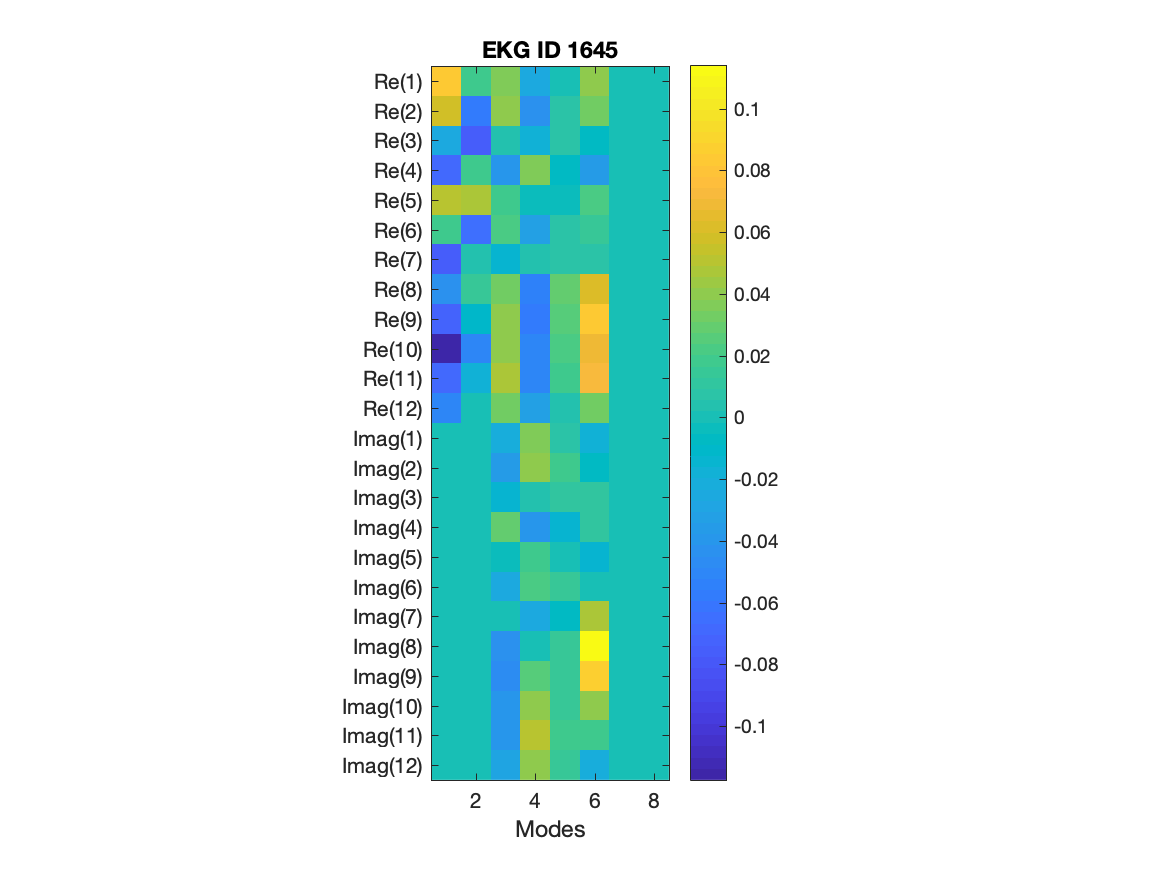 EKG ID 1645
Re(1)
Re(2)
Re(3)
Re(4)
Re(5)
Re(6)
Re(7)
Re(8)
Re(9)
Re(10)
Re(11)
Re(12)
Imag(1)
Imag(2)
Imag(3)
Imag(4)
Imag(5)
Imag(6)
Imag(7)
Imag(8)
Imag(9)
Imag(10)
Imag(11)
Imag(12)
2 4 6 8
Modes
0.1
0.08
0.06
0.04
0.02
0
-0.02
-0.04
-0.06
-0.08
-0.1